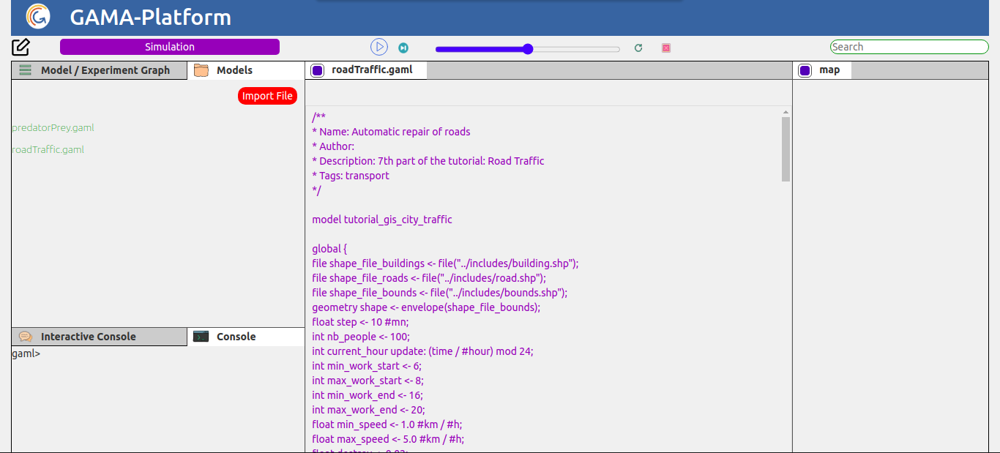 GAMA-Platform
Simulation
Search
Model / Experiment Graph
Models
Import File
predatorPrey.gaml
roadTraffic.gaml
Interactive Console
Console
gaml>
roadTraffic.gaml
/**
* Name: Automatic repair of roads
* Author:
* Description: 7th part of the tutorial: Road Traffic
* Tags: transport
*/
model tutorial_gis_city_traffic
global {
file shape_file_buildings <- file("../includes/building.shp");
file shape_file_roads <- file("../includes/road.shp");
file shape_file_bounds <- file("../includes/bounds.shp");
geometry shape <- envelope(shape_file_bounds);
float step <- 10 #mn;
int nb_people <- 100;
int current_hour update: (time / #hour) mod 24;
int min_work_start <- 6;
int max_work_start <- 8;
int min_work_end <- 16;
int max_work_end <- 20;
float min_speed <- 1.0 #km / #h;
float max_speed <- 5.0 #km / #h;
float destroy <- 0.02;
map